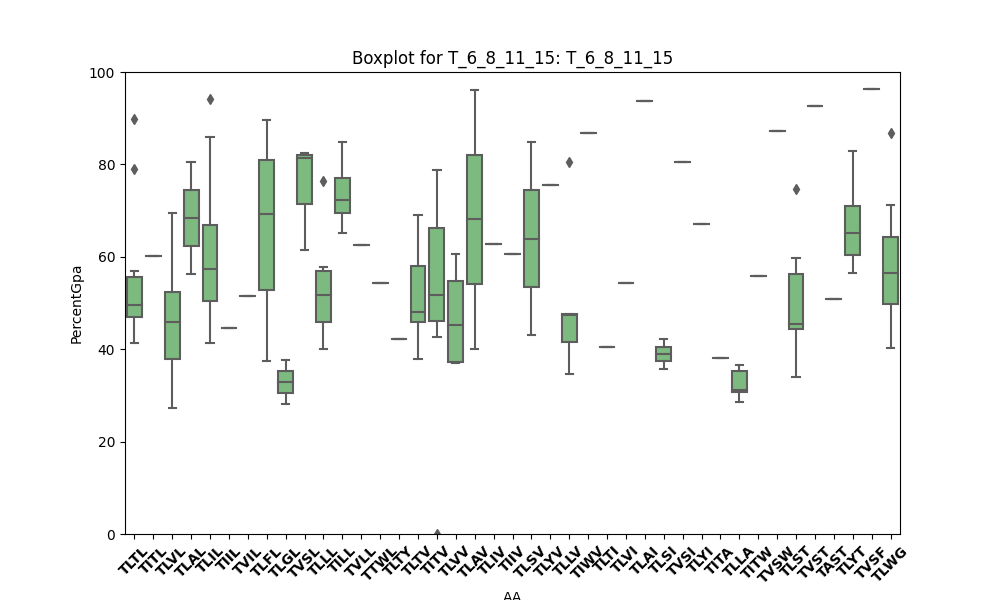 Boxplot for T_6_8_11_15: T_6_8_11_15
100
80
60
40
20
0
PercentGpa
TLTL TITL TLVL TLAL TLIL TIIL TVIL TLFL TLGL TVSL TLLL TILL TVLL TTWL TLTY TLTV TITV TLVV TLAV TLIV TIIV TLSV TLYV TLLV TIWV TLTI TLVI TLAI TLSI TVSI TLYI TITA TLLA TITW TVSW TLST TVST TAST TLYT TVSF TLWG
AA